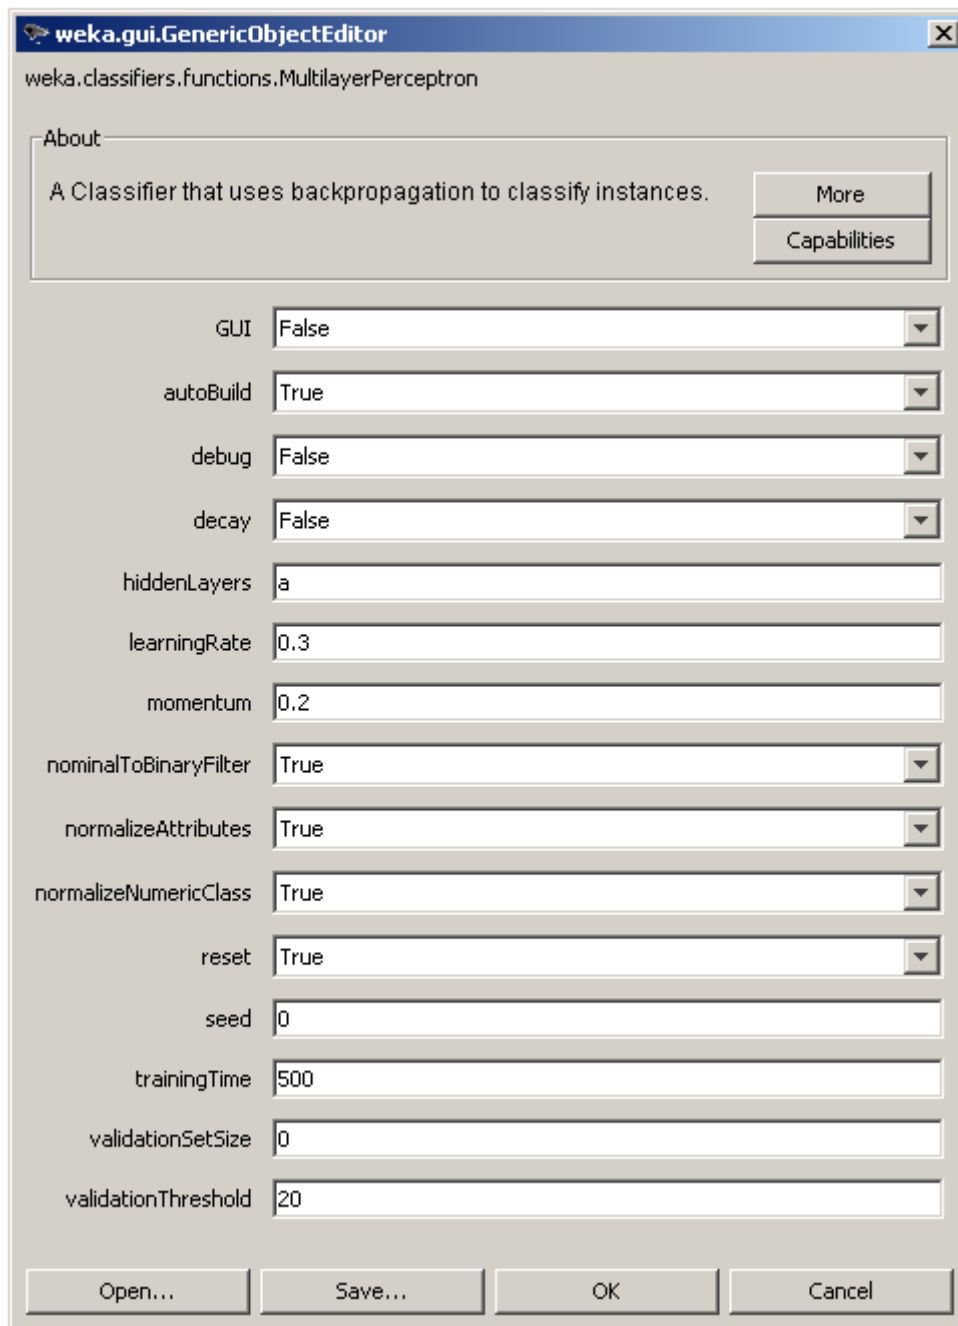 weka.gui.GenericObjectEditor
weka.classifiers.functions.MultilayerPerceptron
About
A Classifier that uses backpropagation to classify instances.
More
Capabilities
GUI False
autoBuild True
debug False
decay False
hiddenLayers a
learningRate 0.3
momentum 0.2
nominalToBinaryFilter True
normalizeAttributes True
normalizeNumericClass True
reset True
seed 0
trainingTime 500
validationSetSize 0
validationThreshold 20
Open... Save... OK Cancel